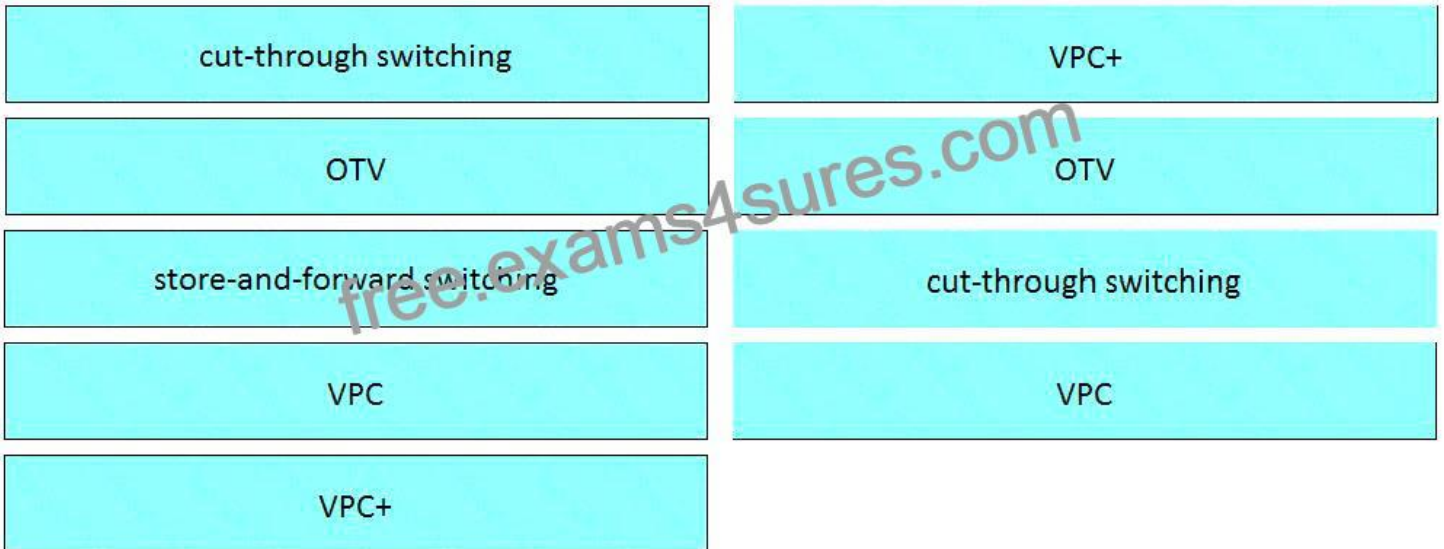 cut-through switching
VPC+
OTV
OTV
store-and-forward switching
cut-through switching
VPC
VPC
VPC+
free.exams4sures.com